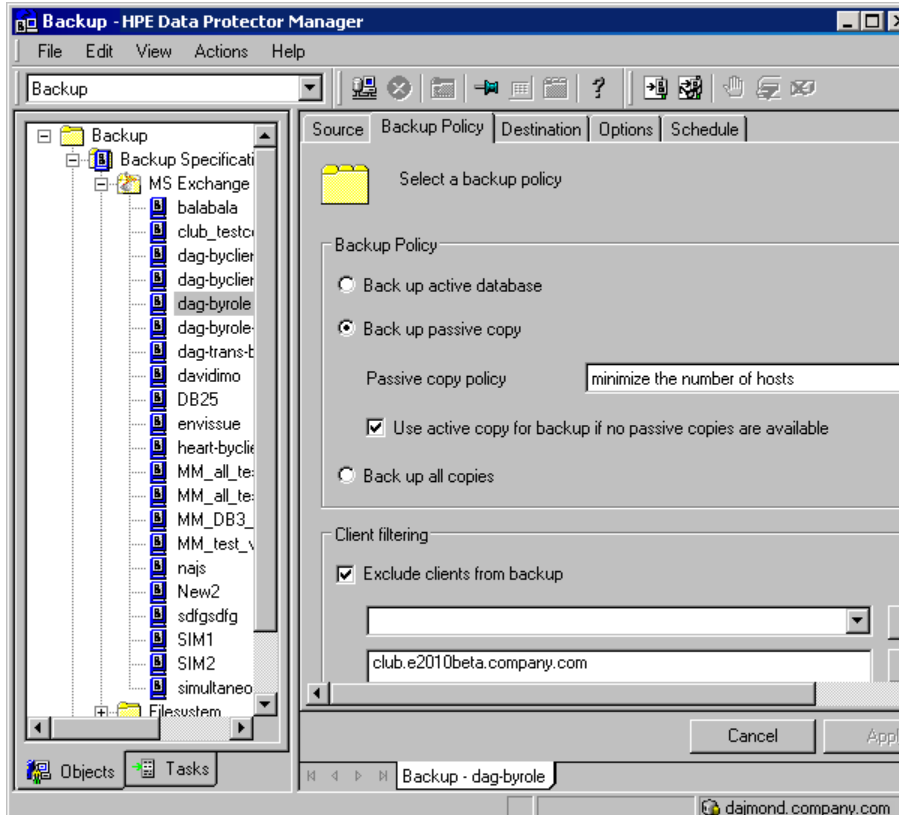 Backup - HPE Data Protector Manager
File Edit View Actions Help
Backup
Backup
Backup Specificati
MS Exchange
balabala
club_testc
dag-byclier
dag-byclier
dag-byrole
dag-byrole-
dag-trans-b
davidimo
DB25
envissue
heart-byclie
MM_all_te
MM_all_te
MM_DB3_
MM_test_v
najs
New2
sdfgsdfg
SIM1
SIM2
simultaneo
Filesystem
Objects Tasks
Source Backup Policy Destination Options Schedule
Select a backup policy
Backup Policy
Back up active database
Back up passive copy
Passive copy policy minimize the number of hosts
Use active copy for backup if no passive copies are available
Back up all copies
Client filtering
Exclude clients from backup
club.e2010beta.company.com
Cancel Appl
Backup - dag-byrole
dajmond.company.com